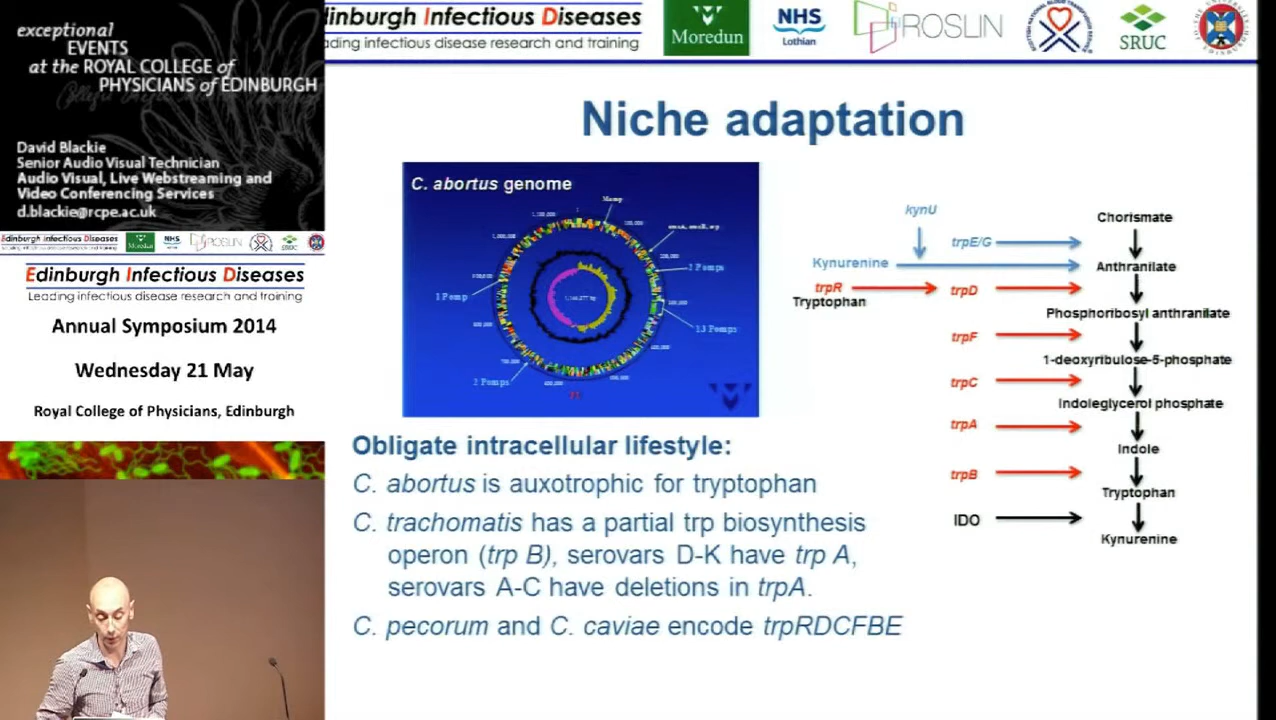 exceptional
EVENTS
at the ROYAL COLLEGE of
PHYSICIANS of EDINBURGH
David Blackie
Senior Audio Visual Technician
Audio Visual, Live Webstreaming and
Video Conferencing Services
d.blackie@rcpe.ac.uk
Edinburgh Infectious Diseases
Edinburgh Infectious Diseases
Leading infectious disease research and training
Annual Symposium 2014
Wednesday 21 May
Royal College of Physicians, Edinburgh
dinburgh Infectious Diseases
ading infectious disease research and training
Moredun
NHS
Lothian
ROSLIN
SRUC
Niche adaptation
C. abortus genome
1 Pomp
2 Pomps
13 Pomps
2 Pomps
kynU
trpE/G
Kynurenine
trpR
Tryptophan
trpD
trpF
trpC
trpA
trpB
IDO
Chorismate
Anthranilate
Phosphoribosyl anthranilate
1-deoxyribulose-5-phosphate
Indoleglycerol phosphate
Indole
Tryptophan
Kynurenine
Obligate intracellular lifestyle:
C. abortus is auxotrophic for tryptophan
C. trachomatis has a partial trp biosynthesis
operon (trp B), serovars D-K have trp A,
serovars A-C have deletions in trpA.
C. pecorum and C. caviae encode trpRDCFBE